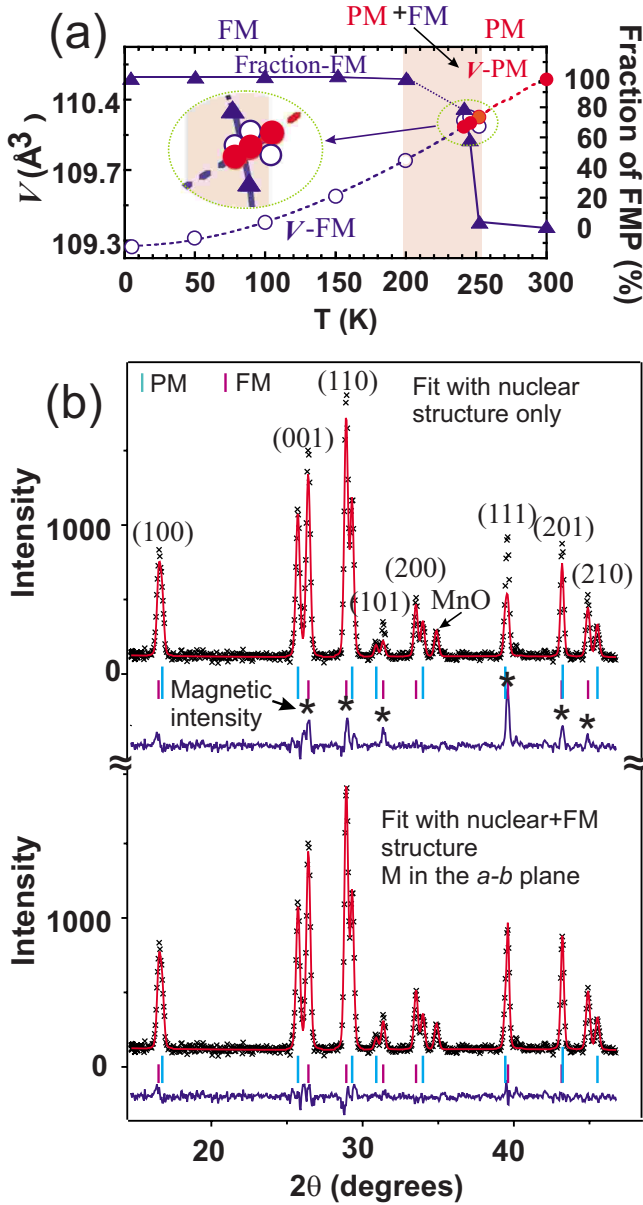 (a)
FM
PM +FM
PM
Fraction-FM
V-PM
V-FM
V (Å³)
110.4
109.7
109.3
100
80
60
40
20
0
Fraction of FMP (%)
0 50 100 150 200 250 300
T (K)
(b)
PM FM
Fit with nuclear structure only
(100)
(001)
(110)
(101)
(200)
MnO
(111)
(201)
(210)
Intensity
1000
0
Magnetic
intensity
* * * * * *
Fit with nuclear+FM
structure
M in the a-b plane
Intensity
1000
0
20 30 40
2θ (degrees)